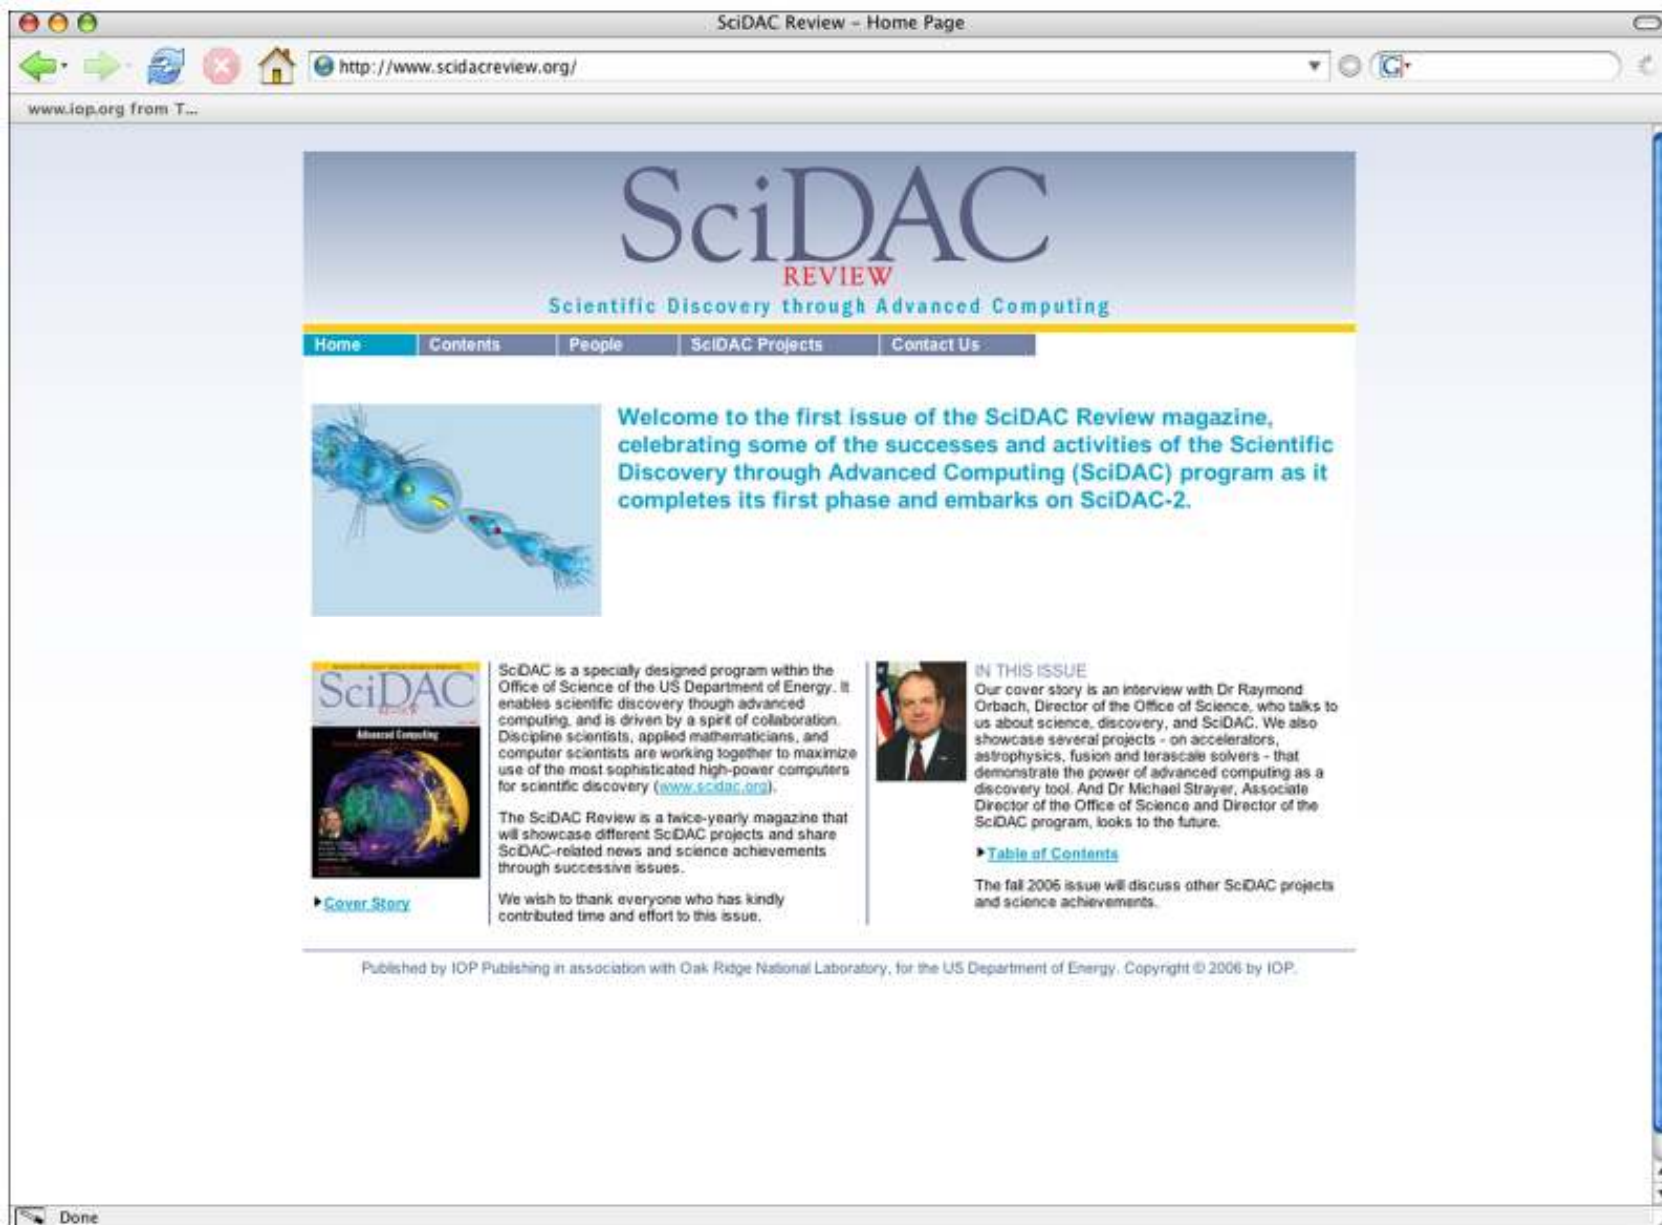 SciDAC Review - Home Page
http://www.scidacreview.org/
G
www.iop.org from T...
SciDAC
REVIEW
Scientific Discovery through Advanced Computing
Home Contents People SciDAC Projects Contact Us
Welcome to the first issue of the SciDAC Review magazine,
celebrating some of the successes and activities of the Scientific
Discovery through Advanced Computing (SciDAC) program as it
completes its first phase and embarks on SciDAC-2.
SciDAC
REVIEW
Advanced Computing
Cover Story
SciDAC is a specially designed program within the
Office of Science of the US Department of Energy. It
enables scientific discovery though advanced
computing, and is driven by a spirit of collaboration.
Discipline scientists, applied mathematicians, and
computer scientists are working together to maximize
use of the most sophisticated high-power computers
for scientific discovery (www.scidac.org).
The SciDAC Review is a twice-yearly magazine that
will showcase different SciDAC projects and share
SciDAC-related news and science achievements
through successive issues.
We wish to thank everyone who has kindly
contributed time and effort to this issue.
IN THIS ISSUE
Our cover story is an interview with Dr Raymond
Orbach, Director of the Office of Science, who talks to
us about science, discovery, and SciDAC. We also
showcase several projects - on accelerators,
astrophysics, fusion and terascale solvers - that
demonstrate the power of advanced computing as a
discovery tool. And Dr Michael Strayer, Associate
Director of the Office of Science and Director of the
SciDAC program, looks to the future.
Table of Contents
The fall 2006 issue will discuss other SciDAC projects
and science achievements.
Published by IOP Publishing in association with Oak Ridge National Laboratory, for the US Department of Energy. Copyright © 2006 by IOP.
Done